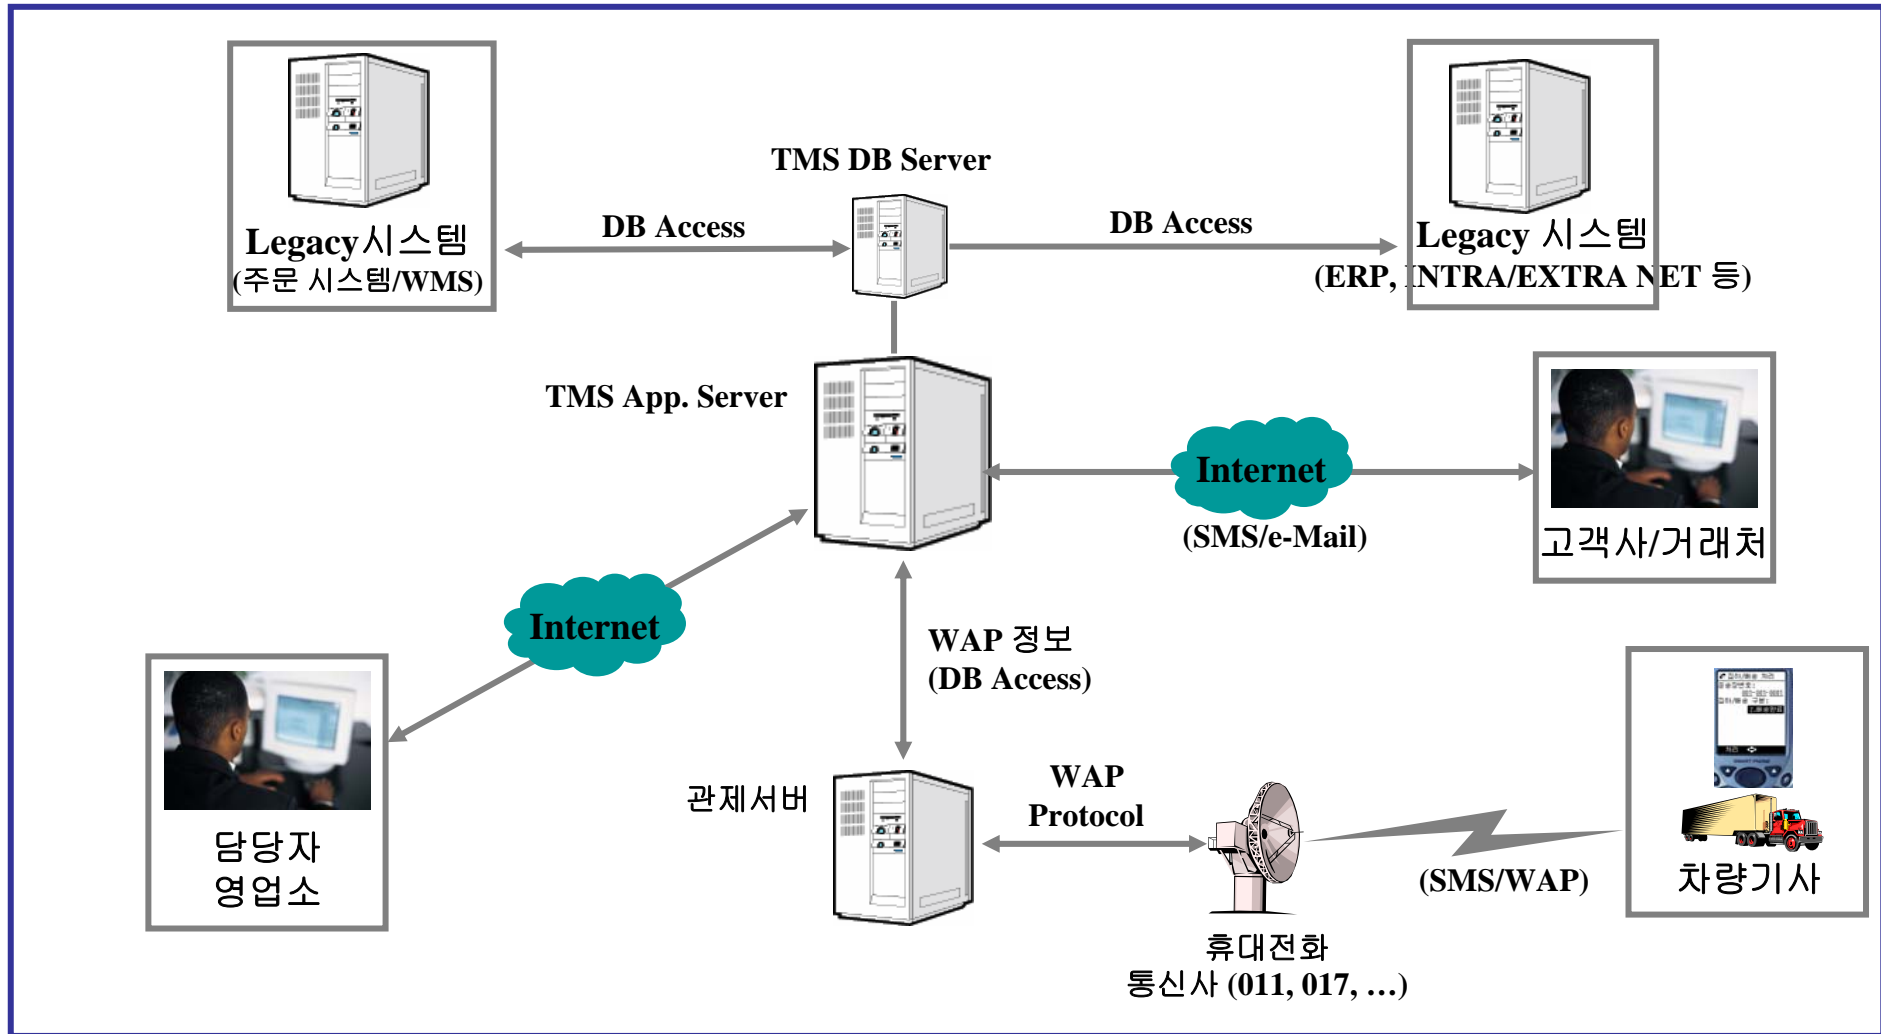 TMS DB Server
DB Access
DB Access
Legacy시스템
(주문 시스템/WMS)
Legacy 시스템
(ERP, INTRA/EXTRA NET 등)
TMS App. Server
Internet
(SMS/e-Mail)
고객사/거래처
Internet
WAP 정보
(DB Access)
담당자
영업소
관제서버
WAP
Protocol
(SMS/WAP)
차량기사
휴대전화
통신사 (011, 017, …)